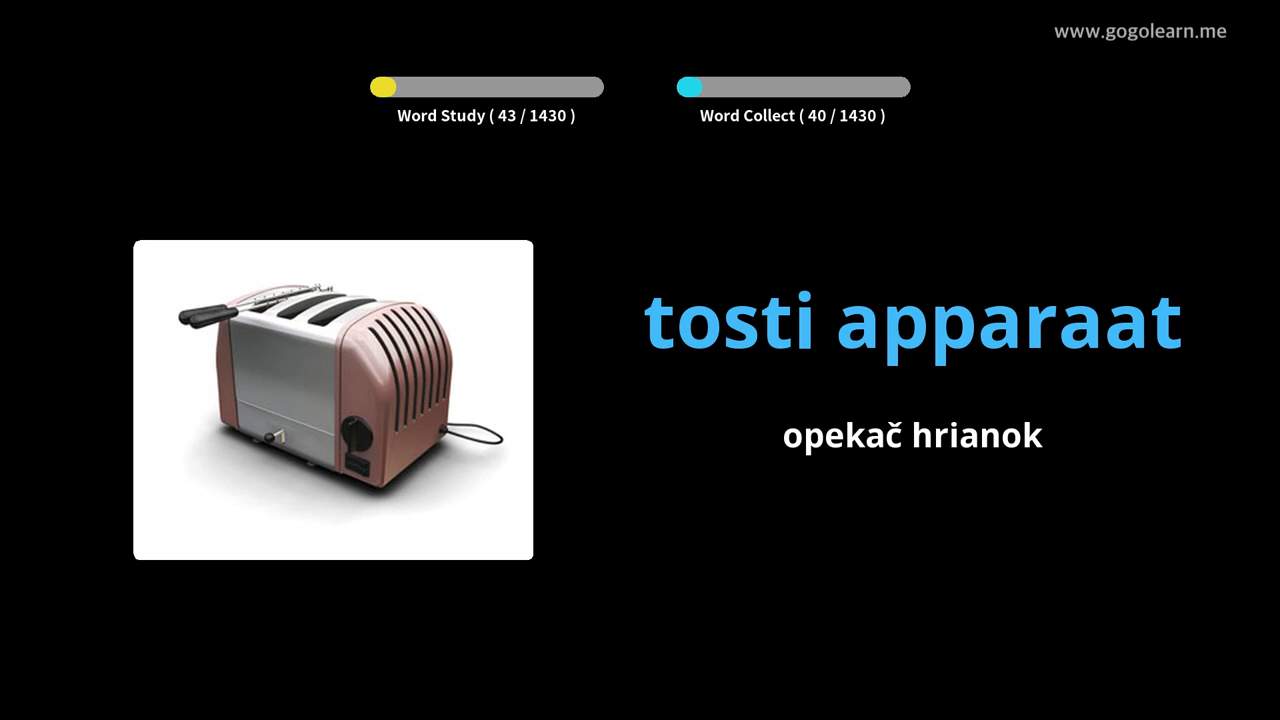 www.gogolearn.me
Word Study ( 43 / 1430 )
Word Collect ( 40 / 1430 )
tosti apparaat
opekač hrianok